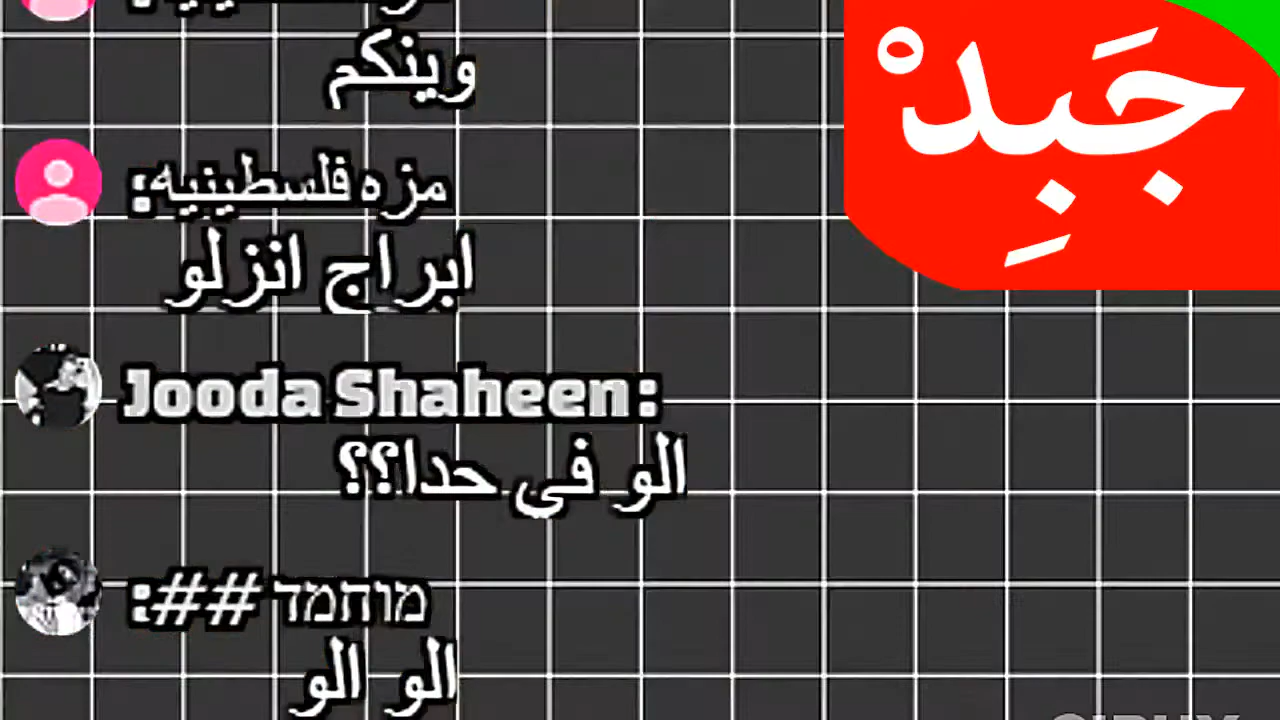 وينكم
مزه فلسطينيه:
ابراج انزلو
Jooda Shaheen:
الو في حدا؟؟
מוחמד ##:
الو الو
جَبِدْ